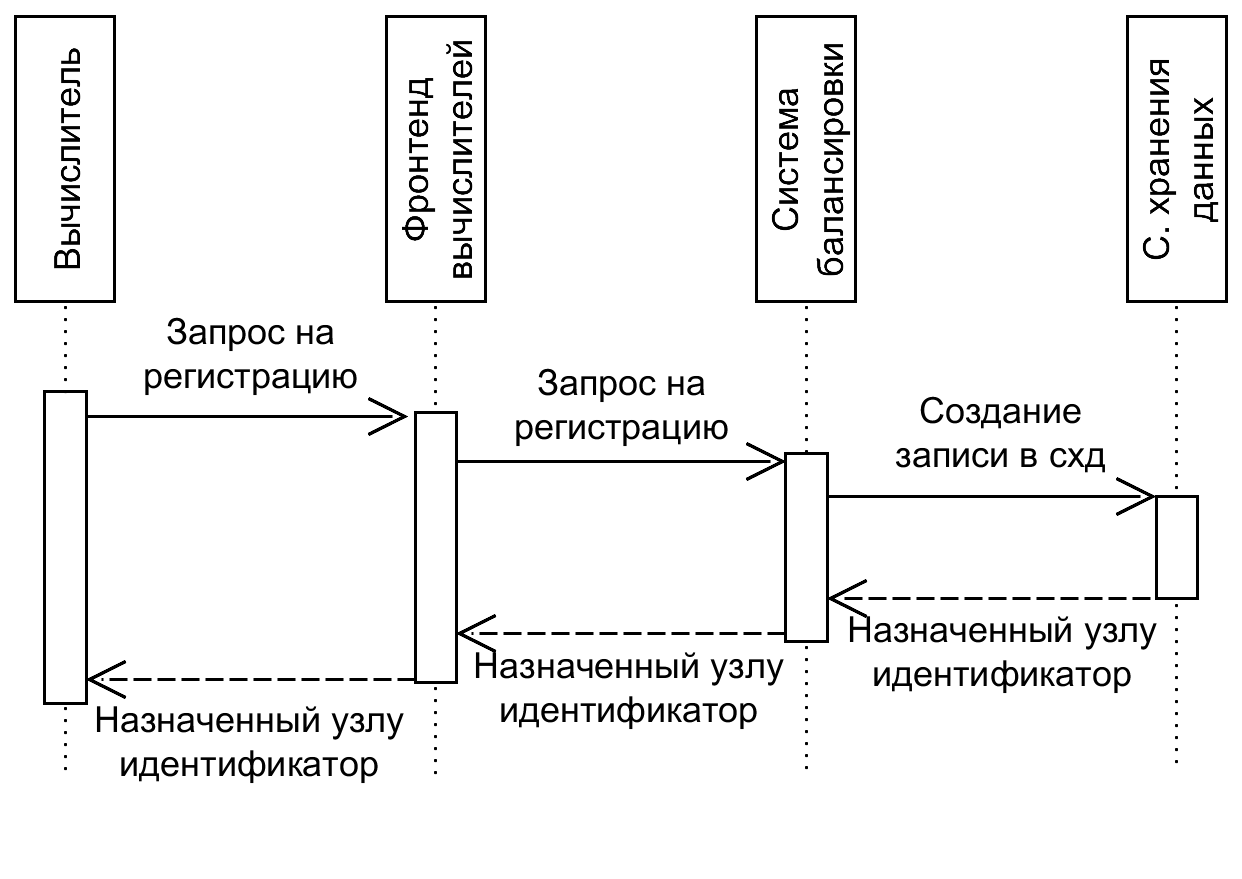 Вычислитель
Фронтенд
вычислителей
Система
балансировки
С. хранения
данных
Запрос на
регистрацию
Запрос на
регистрацию
Создание
записи в схд
Назначенный узлу
идентификатор
Назначенный узлу
идентификатор
Назначенный узлу
идентификатор